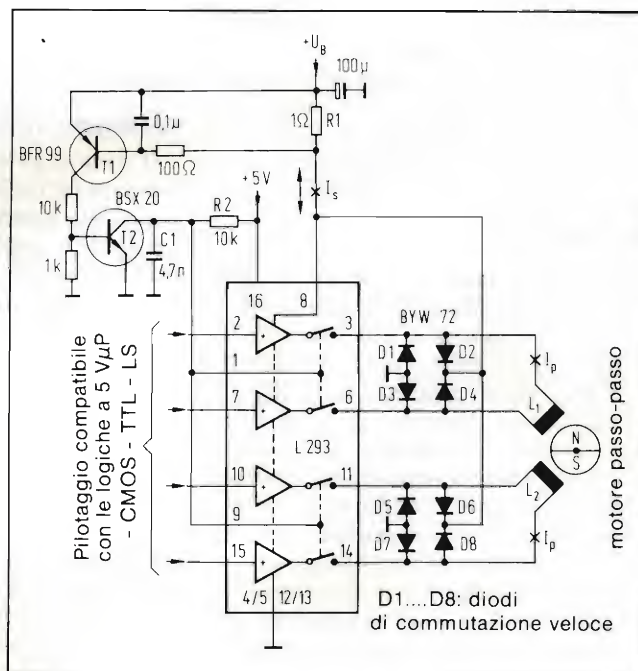 +U_B
100µ
0,1µ
1Ω R1
BFR 99
T1
100Ω
I_s
+5V
BSX 20
10k
R2
10k
T2
C1
4,7n
1k
16 8
BYW 72
2 3
D1 D2
I_p
1
7 6
D3 D4
L1
L 293
N
S
10 11
D5 D6
L2
9
15 14
D7 D8
I_p
4/5 12/13
Pilotaggio compatibile
con le logiche a 5 VµP
- CMOS - TTL - LS
motore passo-passo
D1....D8: diodi
di commutazione veloce